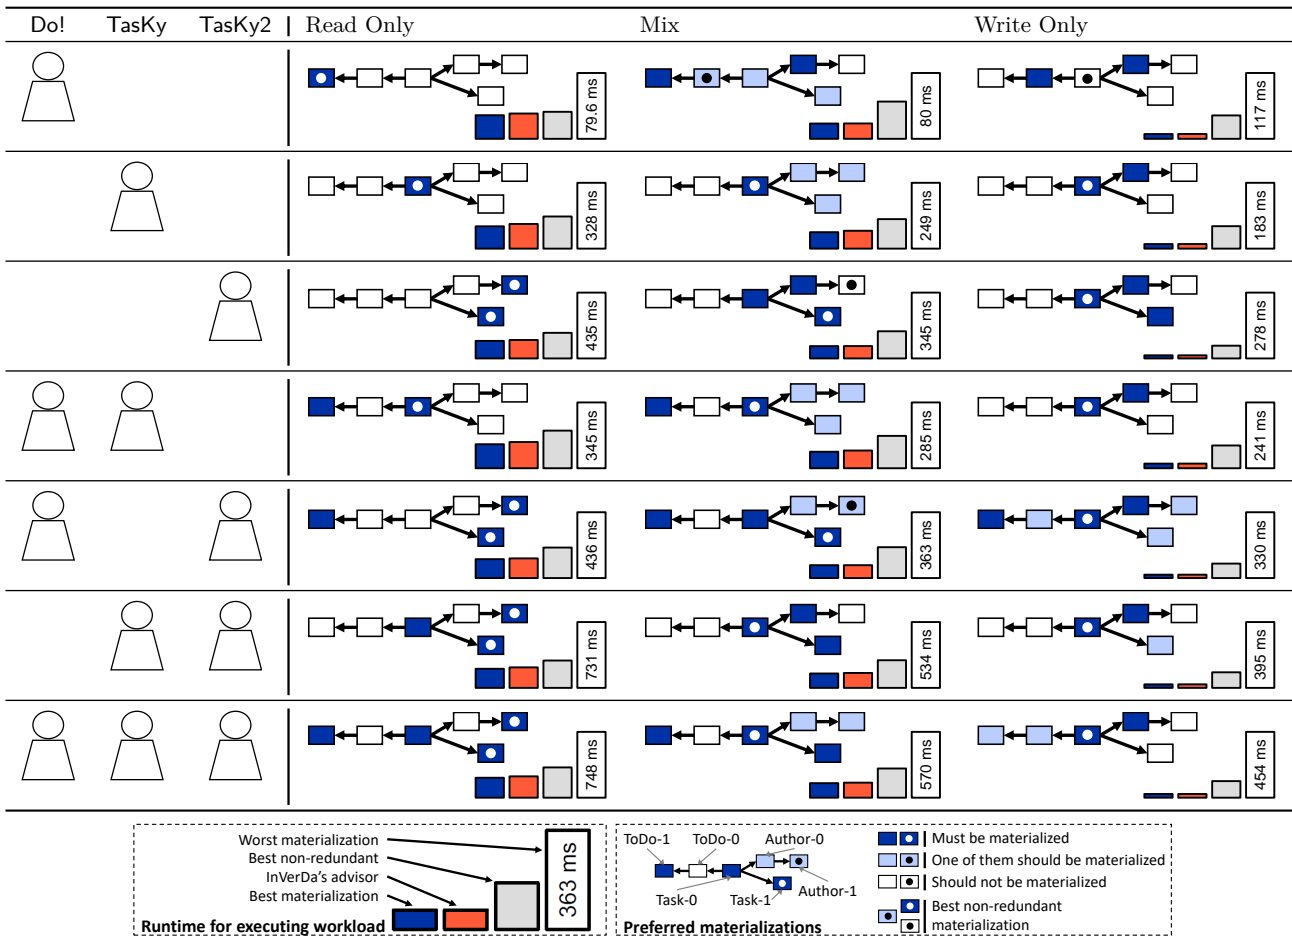 Do! TasKy TasKy2 Read Only Mix Write Only
79.6 ms 80 ms 117 ms
328 ms 249 ms 183 ms
435 ms 345 ms 278 ms
345 ms 285 ms 241 ms
436 ms 363 ms 330 ms
731 ms 534 ms 395 ms
748 ms 570 ms 454 ms
Worst materialization
Best non-redundant
InVerDa's advisor
Best materialization
Runtime for executing workload
363 ms
ToDo-1 ToDo-0 Author-0
Task-0 Task-1 Author-1
Preferred materializations
Must be materialized
One of them should be materialized
Should not be materialized
Best non-redundant
materialization